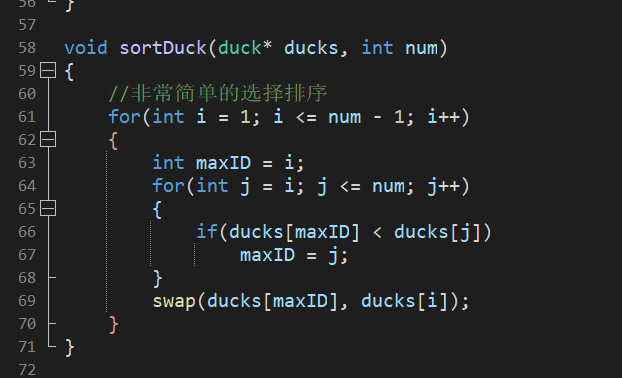 56 }
57
58 void sortDuck(duck* ducks, int num)
59 {
60 //非常简单的选择排序
61 for(int i = 1; i <= num - 1; i++)
62 {
63 int maxID = i;
64 for(int j = i; j <= num; j++)
65 {
66 if(ducks[maxID] < ducks[j])
67 maxID = j;
68 }
69 swap(ducks[maxID], ducks[i]);
70 }
71 }
72